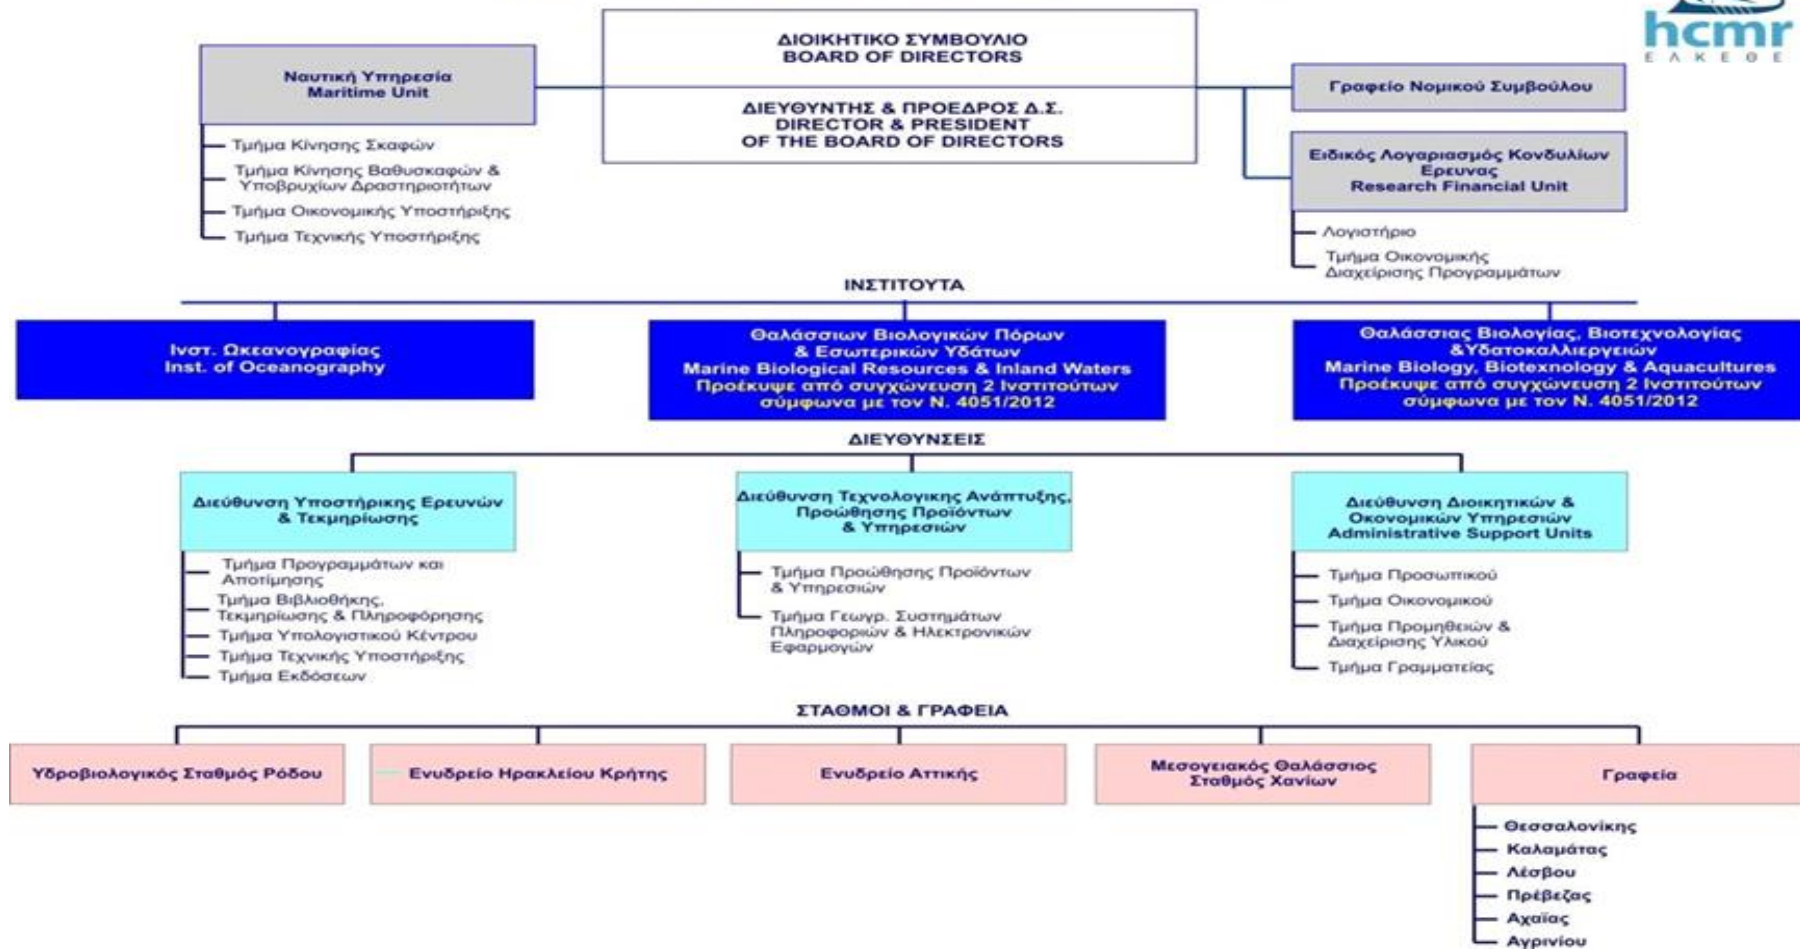 ΔΙΟΙΚΗΤΙΚΟ ΣΥΜΒΟΥΛΙΟ
BOARD OF DIRECTORS
ΔΙΕΥΘΥΝΤΗΣ & ΠΡΟΕΔΡΟΣ Δ.Σ.
DIRECTOR & PRESIDENT
OF THE BOARD OF DIRECTORS
hcmr
ΕΛΚΕΘΕ
Ναυτική Υπηρεσία
Maritime Unit
Τμήμα Κίνησης Σκαφών
Τμήμα Κίνησης Βαθυσκαφών &
Υποβρυχίων Δραστηριοτήτων
Τμήμα Οικονομικής Υποστήριξης
Τμήμα Τεχνικής Υποστήριξης
Γραφείο Νομικού Συμβούλου
Ειδικός Λογαριασμός Κονδυλίων
Ερευνας
Research Financial Unit
Λογιστήριο
Τμήμα Οικονομικής
Διαχείρισης Προγραμμάτων
ΙΝΣΤΙΤΟΥΤΑ
Ινστ. Ωκεανογραφίας
Inst. of Oceanography
Θαλάσσιων Βιολογικών Πόρων
& Εσωτερικών Υδάτων
Marine Biological Resources & Inland Waters
Προέκυψε από συγχώνευση 2 Ινστιτούτων
σύμφωνα με τον Ν. 4051/2012
Θαλάσσιας Βιολογίας, Βιοτεχνολογίας
&Υδατοκαλλιεργειών
Marine Biology, Biotexnology & Aquacultures
Προέκυψε από συγχώνευση 2 Ινστιτούτων
σύμφωνα με τον Ν. 4051/2012
ΔΙΕΥΘΥΝΣΕΙΣ
Διεύθυνση Υποστήρικης Ερευνών
& Τεκμηρίωσης
Τμήμα Προγραμμάτων και
Αποτίμησης
Τμήμα Βιβλιοθήκης,
Τεκμηρίωσης & Πληροφόρησης
Τμήμα Υπολογιστικού Κέντρου
Τμήμα Τεχνικής Υποστήριξης
Τμήμα Εκδόσεων
Διεύθυνση Τεχνολογικης Ανάπτυξης,
Προώθησης Προϊόντων
& Υπηρεσιών
Τμήμα Προώθησης Προϊόντων
& Υπηρεσιών
Τμήμα Γεωγρ. Συστημάτων
Πληροφοριών & Ηλεκτρονικών
Εφαρμογών
Διεύθυνση Διοικητικών &
Οκονομικών Υπηρεσιών
Administrative Support Units
Τμήμα Προσωπικού
Τμήμα Οικονομικού
Τμήμα Προμηθειών &
Διαχείρισης Υλικού
Τμήμα Γραμματείας
ΣΤΑΘΜΟΙ & ΓΡΑΦΕΙΑ
Υδροβιολογικός Σταθμός Ρόδου
Ενυδρείο Ηρακλείου Κρήτης
Ενυδρείο Αττικής
Μεσογειακός Θαλάσσιος
Σταθμός Χανίων
Γραφεία
Θεσσαλονίκης
Καλαμάτας
Λέσβου
Πρέβεζας
Αχαϊας
Αγρινίου